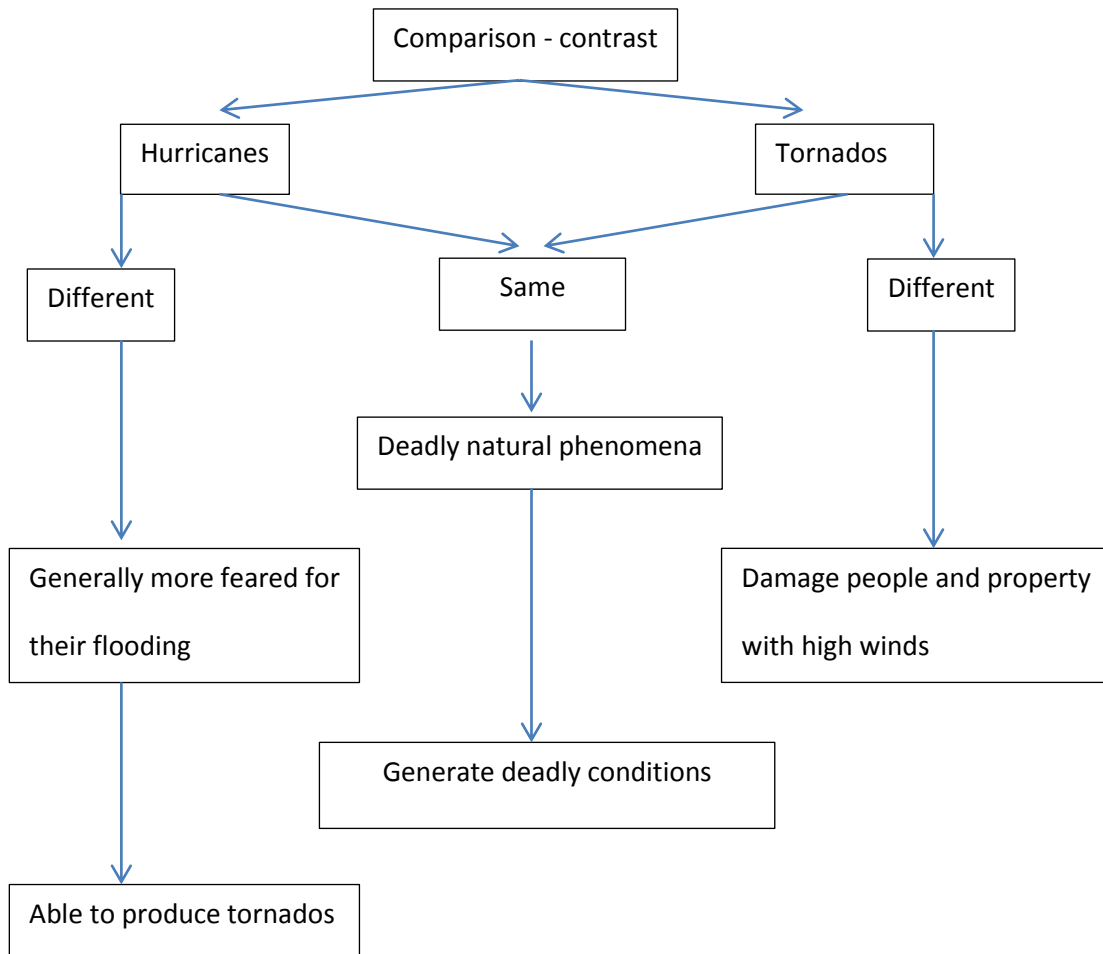 Comparison - contrast
Hurricanes
Tornados
Different
Same
Different
Deadly natural phenomena
Generally more feared for
their flooding
Damage people and property
with high winds
Generate deadly conditions
Able to produce tornados